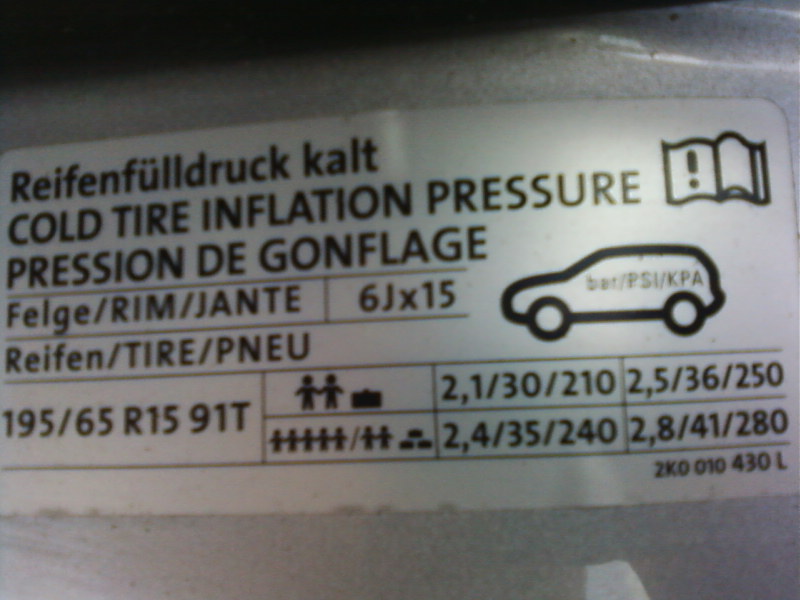 Reifenfülldruck kalt
COLD TIRE INFLATION PRESSURE
PRESSION DE GONFLAGE
bar/PSI/KPA
Felge/RIM/JANTE 6Jx15
Reifen/TIRE/PNEU
195/65 R15 91T
2,1/30/210 2,5/36/250
2,4/35/240 2,8/41/280
2K0 010 430 L